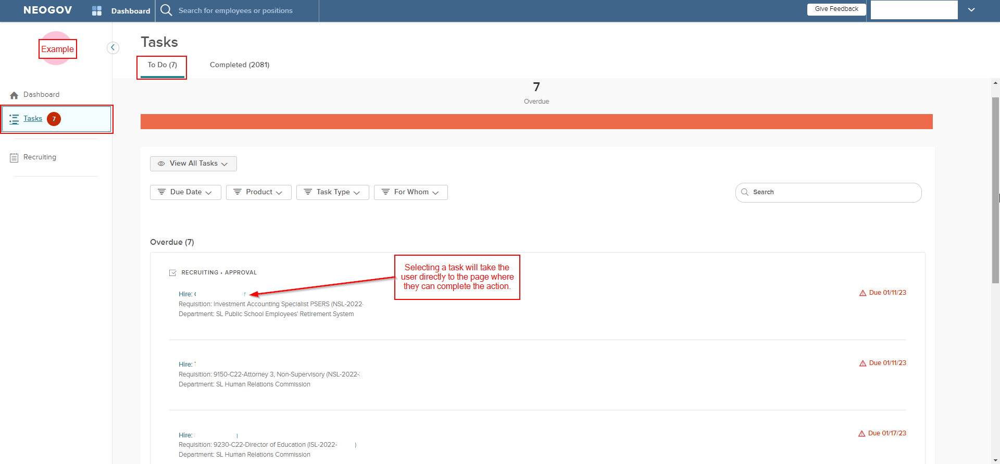 NEOGOV
Dashboard
Search for employees or positions
Give Feedback
Example
Tasks
To Do (7)
Completed (2081)
Dashboard
Tasks 7
Recruiting
7
Overdue
View All Tasks
Due Date
Product
Task Type
For Whom
Search
Overdue (7)
RECRUITING • APPROVAL
Selecting a task will take the
user directly to the page where
they can complete the action.
Hire:
Requisition: Investment Accounting Specialist PSERS (NSL-2022-
Department: SL Public School Employees' Retirement System
Due 01/11/23
Hire:
Requisition: 9150-C22-Attorney 3, Non-Supervisory (NSL-2022-
Department: SL Human Relations Commission
Due 01/11/23
Hire:
Requisition: 9230-C22-Director of Education (ISL-2022- )
Department: SL Human Relations Commission
Due 01/17/23